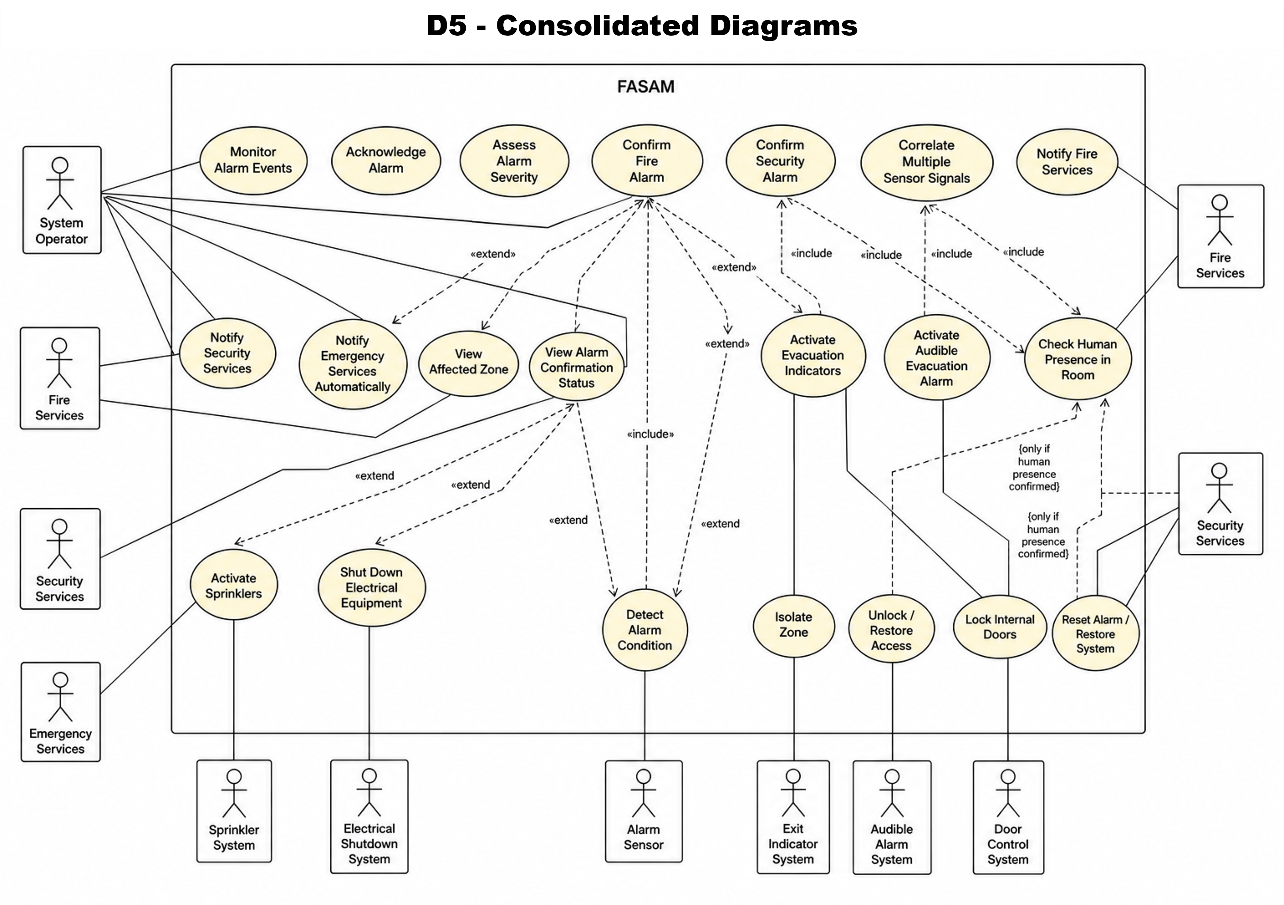 D5 - Consolidated Diagrams
FASAM
Monitor
Alarm Events
Acknowledge
Alarm
Assess
Alarm
Severity
Confirm
Fire
Alarm
Confirm
Security
Alarm
Correlate
Multiple
Sensor Signals
Notify Fire
Services
System
Operator
Fire
Services
«extend»
«extend»
«include
«include
«include
«include
Notify
Security
Services
Notify
Emergency
Services
Automatically
View
Affected Zone
View Alarm
Confirmation
Status
«extend»
Activate
Evacuation
Indicators
Activate
Audible
Evacuation
Alarm
Check Human
Presence in
Room
Fire
Services
«include»
«extend
«extend
«extend
«extend
{only if
human
presence
confirmed}
{only if
human
presence
confirmed}
Security
Services
Security
Services
Activate
Sprinklers
Shut Down
Electrical
Equipment
Detect
Alarm
Condition
Isolate
Zone
Unlock /
Restore
Access
Lock Internal
Doors
Reset Alarm /
Restore
System
Emergency
Services
Sprinkler
System
Electrical
Shutdown
System
Alarm
Sensor
Exit
Indicator
System
Audible
Alarm
System
Door
Control
System